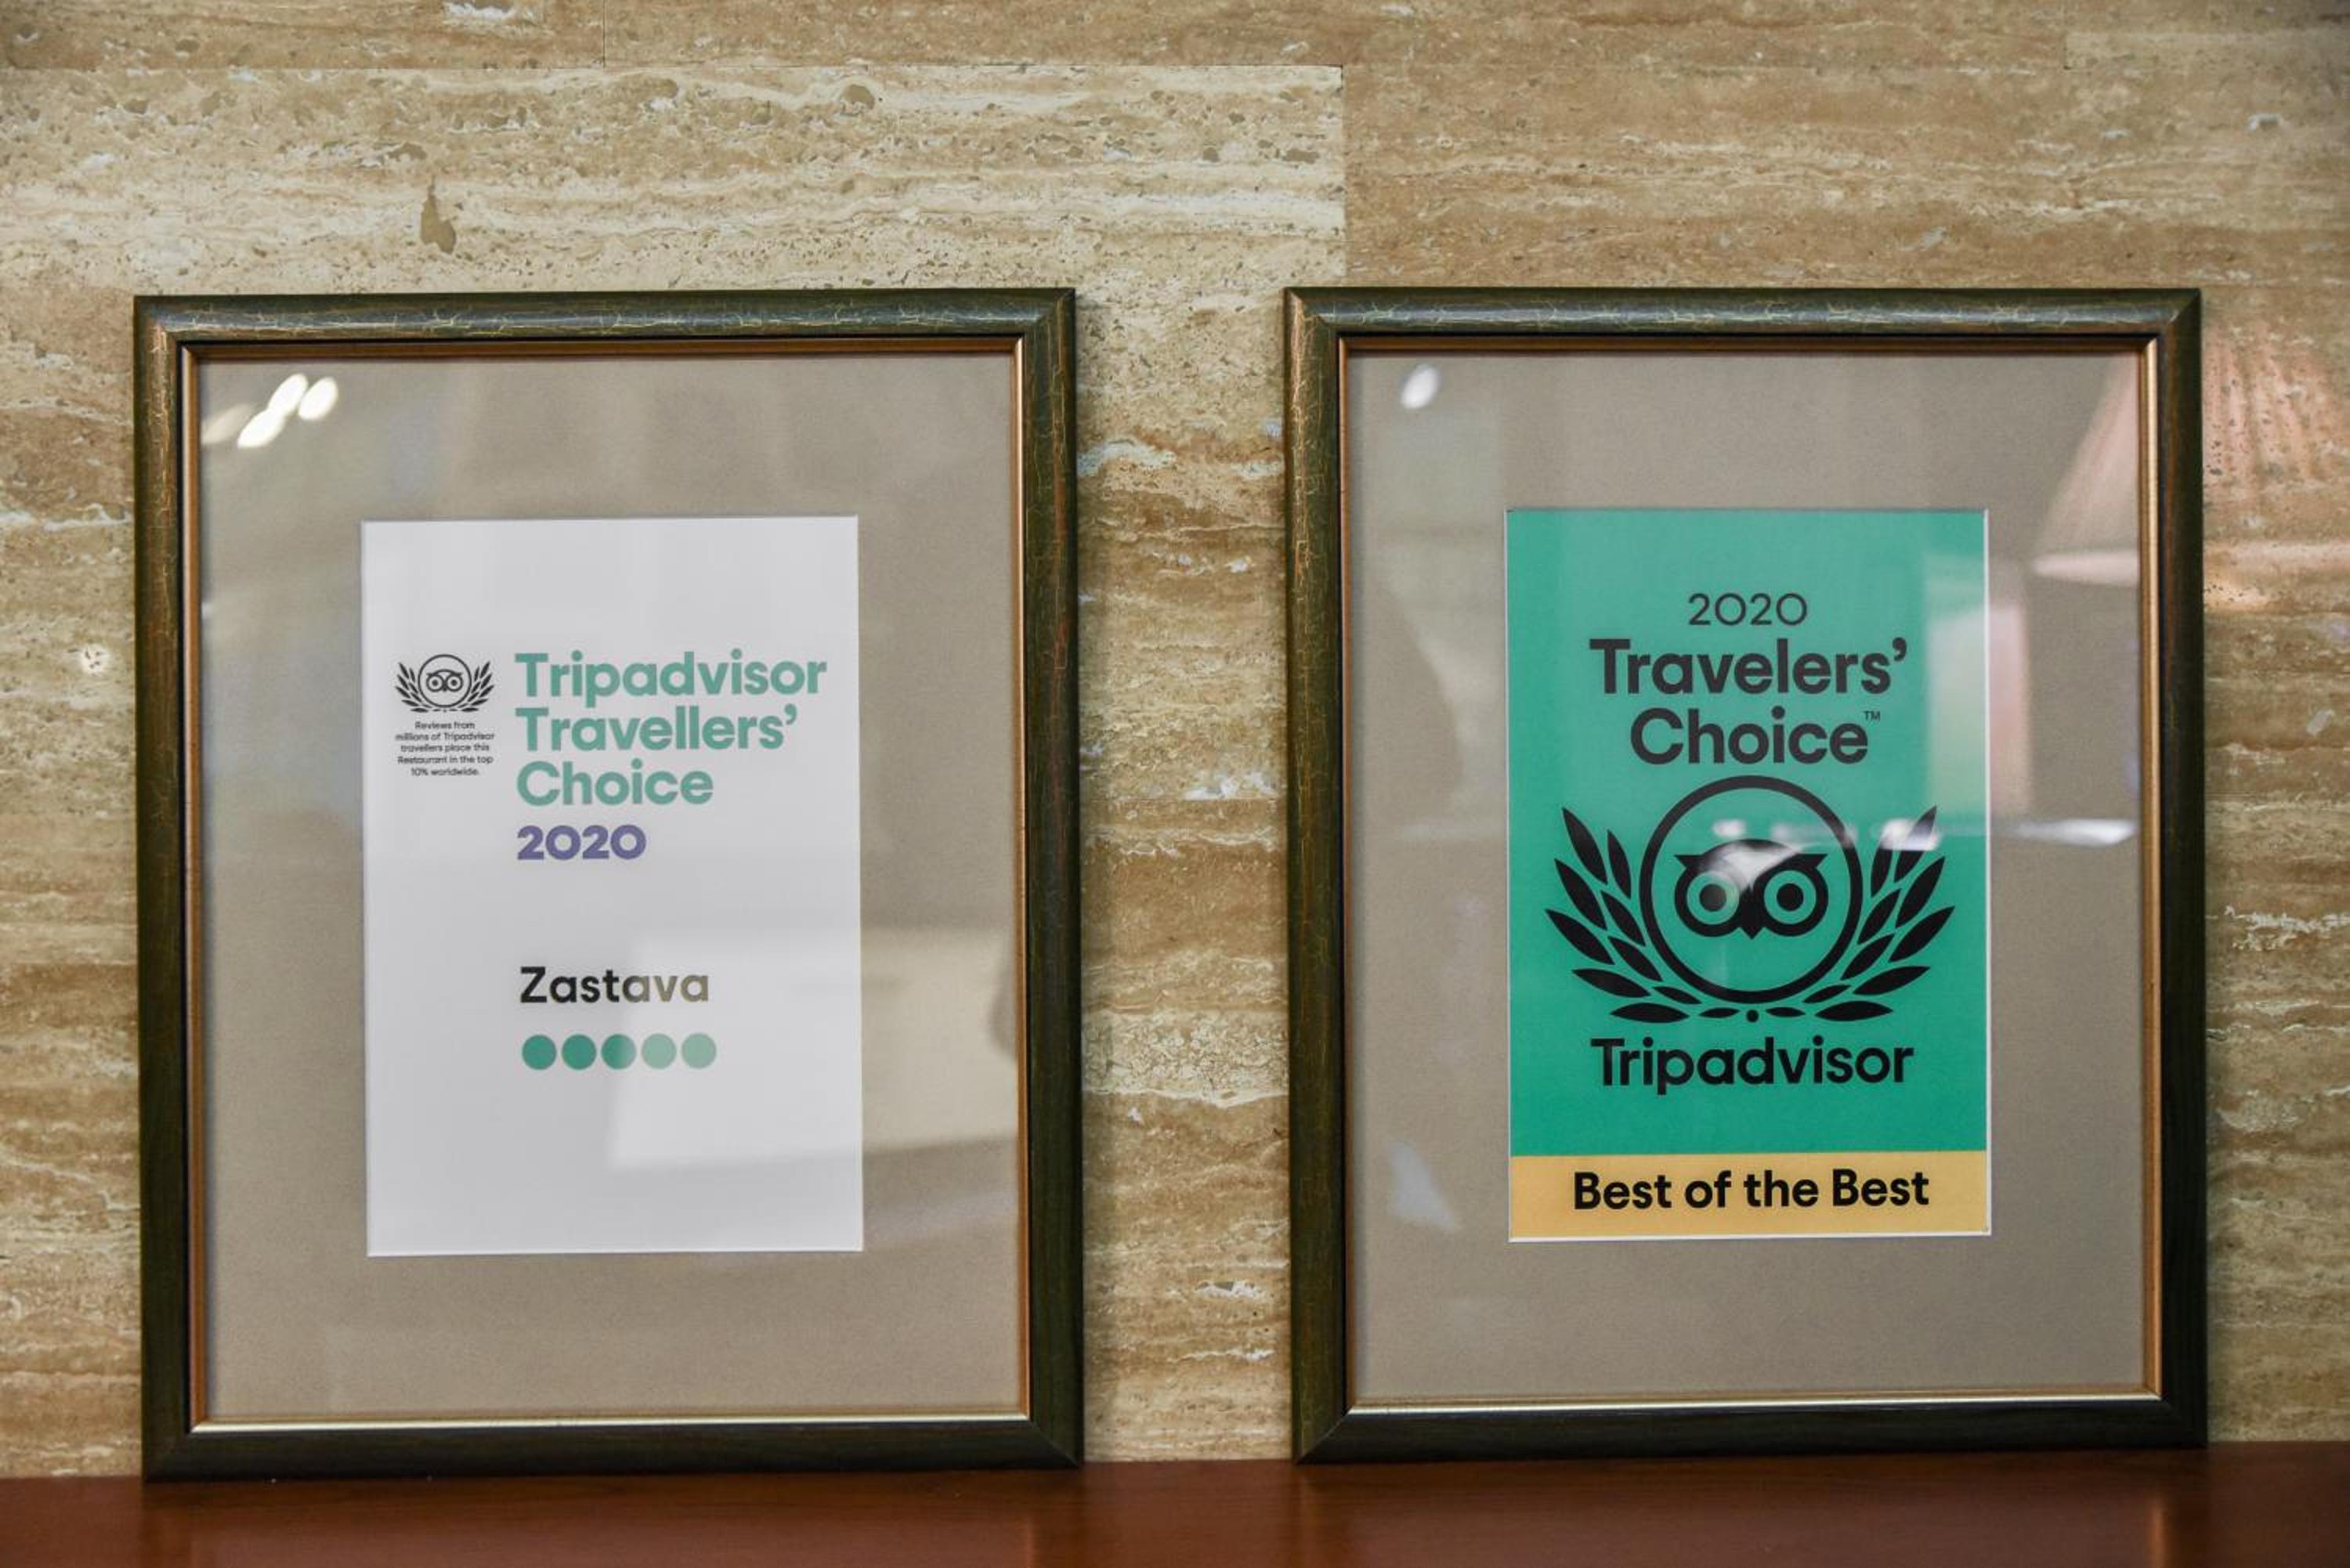 Reviews from
millions of Tripadvisor
travellers place this
Restaurant in the top
10% worldwide.
Tripadvisor
Travellers'
Choice
2020
Zastava
2020
Travelers'
Choice™
Tripadvisor
Best of the Best